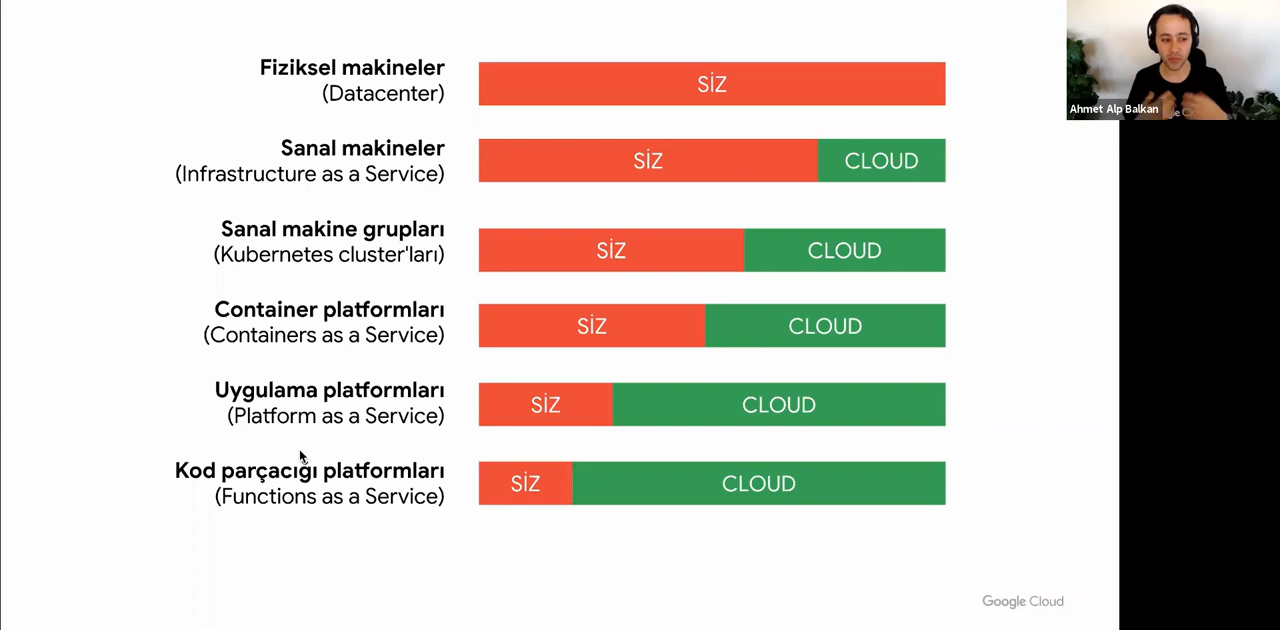 Fiziksel makineler
(Datacenter)
SİZ
Sanal makineler
(Infrastructure as a Service)
SİZ
CLOUD
Sanal makine grupları
(Kubernetes cluster'ları)
SİZ
CLOUD
Container platformları
(Containers as a Service)
SİZ
CLOUD
Uygulama platformları
(Platform as a Service)
SİZ
CLOUD
Kod parçacığı platformları
(Functions as a Service)
SİZ
CLOUD
Google Cloud
Ahmet Alp Balkan